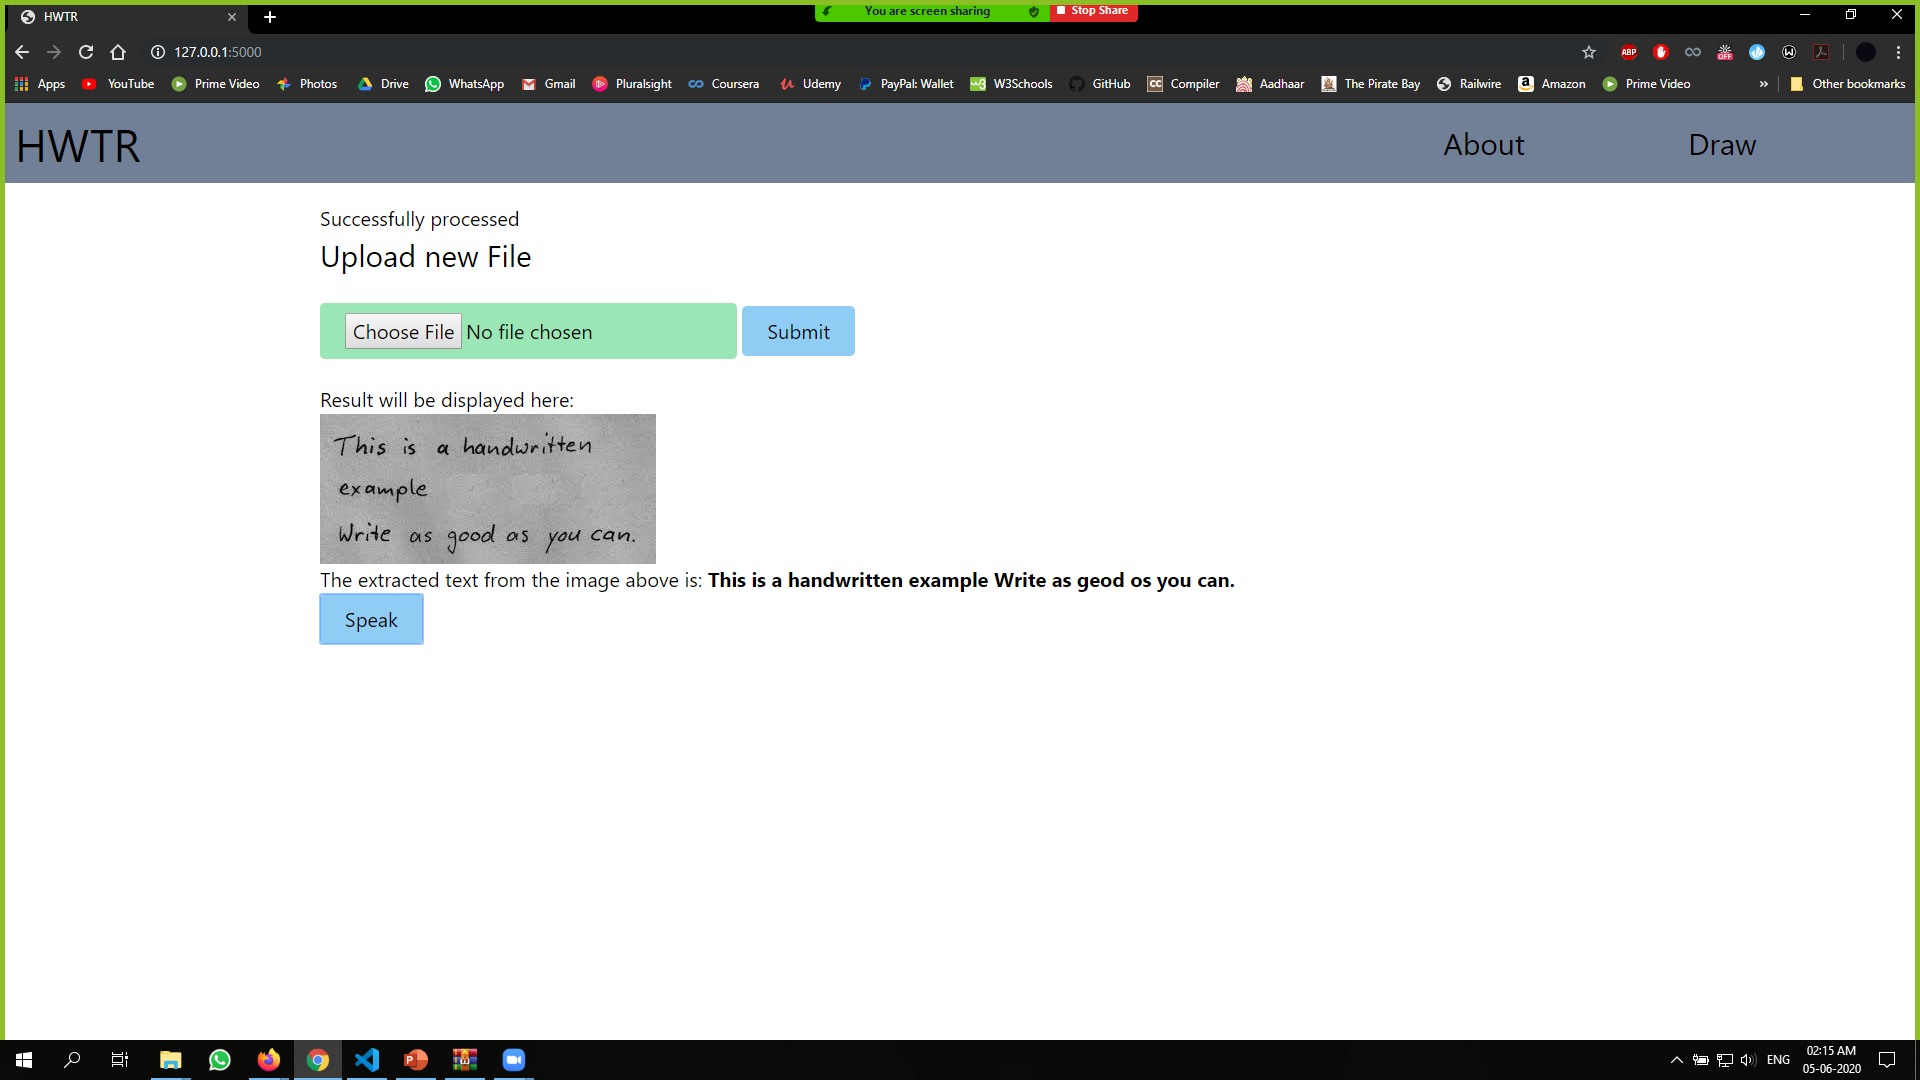 HWTR
You are screen sharing
Stop Share
127.0.0.1:5000
ABP
OFF
Apps
YouTube
Prime Video
Photos
Drive
WhatsApp
Gmail
Pluralsight
Coursera
Udemy
PayPal: Wallet
W3Schools
GitHub
CC
Compiler
Aadhaar
The Pirate Bay
Railwire
Amazon
Prime Video
»
Other bookmarks
HWTR
About
Draw
Successfully processed
Upload new File
Choose File No file chosen
Submit
Result will be displayed here:
This is a handwritten
example
Write as good as you can.
The extracted text from the image above is: This is a handwritten example Write as geod os you can.
Speak
ENG
02:15 AM
05-06-2020